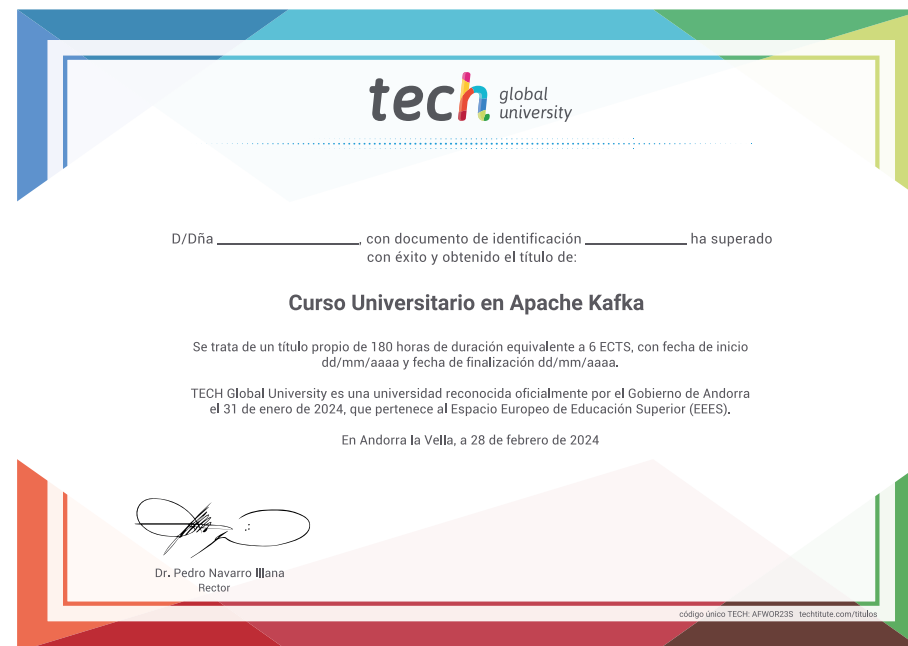 tech global university
D/Dña ____________________, con documento de identificación ______________ ha superado
con éxito y obtenido el título de:
Curso Universitario en Apache Kafka
Se trata de un título propio de 180 horas de duración equivalente a 6 ECTS, con fecha de inicio
dd/mm/aaaa y fecha de finalización dd/mm/aaaa.
TECH Global University es una universidad reconocida oficialmente por el Gobierno de Andorra
el 31 de enero de 2024, que pertenece al Espacio Europeo de Educación Superior (EEES).
En Andorra la Vella, a 28 de febrero de 2024
Dr. Pedro Navarro Illana
Rector
código único TECH: AFWOR23S techtitute.com/titulos